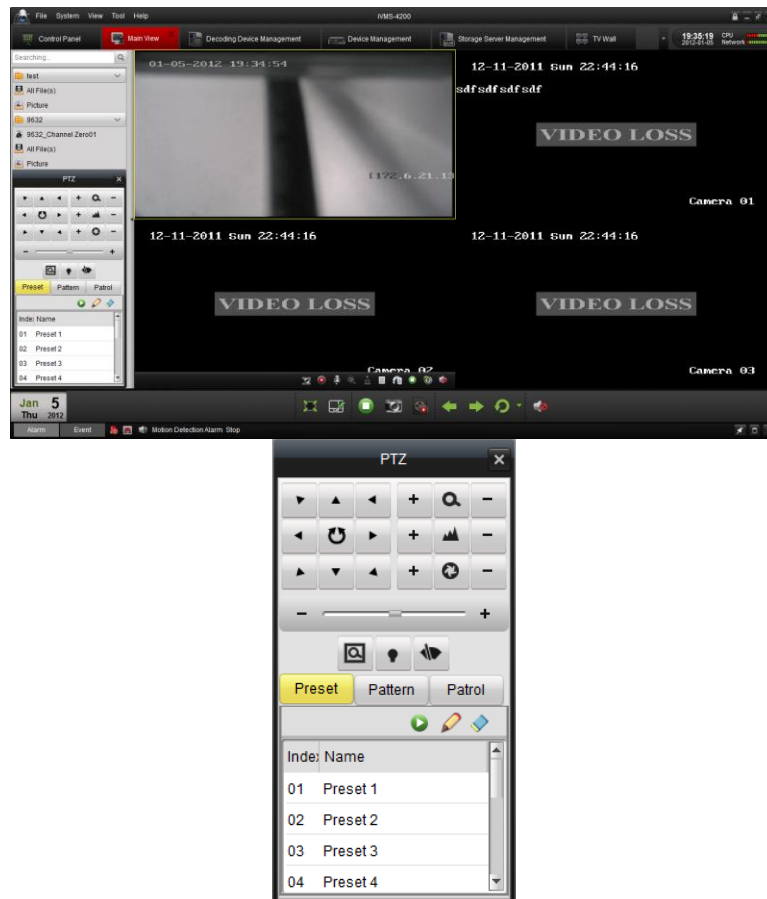 File System View Tool Help iVMS-4200
Control Panel Main View Decoding Device Management Device Management Storage Server Management TV Wall 19:35:19 CPU
2012-01-05 Network
Searching...
test
All File(s)
Picture
9632
9632_Channel Zero01
All File(s)
Picture
PTZ
Preset Pattern Patrol
Inde: Name
01 Preset 1
02 Preset 2
03 Preset 3
04 Preset 4
01-05-2012 19:34:54
[172.6.21.13
12-11-2011 Sun 22:44:16
sdfsdfsdfsdf
VIDEO LOSS
Camera 01
12-11-2011 Sun 22:44:16
VIDEO LOSS
Camera 02
12-11-2011 Sun 22:44:16
VIDEO LOSS
Camera 03
Jan 5
Thu 2012
Alarm Event Motion Detection Alarm Stop
PTZ
Preset Pattern Patrol
Inde: Name
01 Preset 1
02 Preset 2
03 Preset 3
04 Preset 4